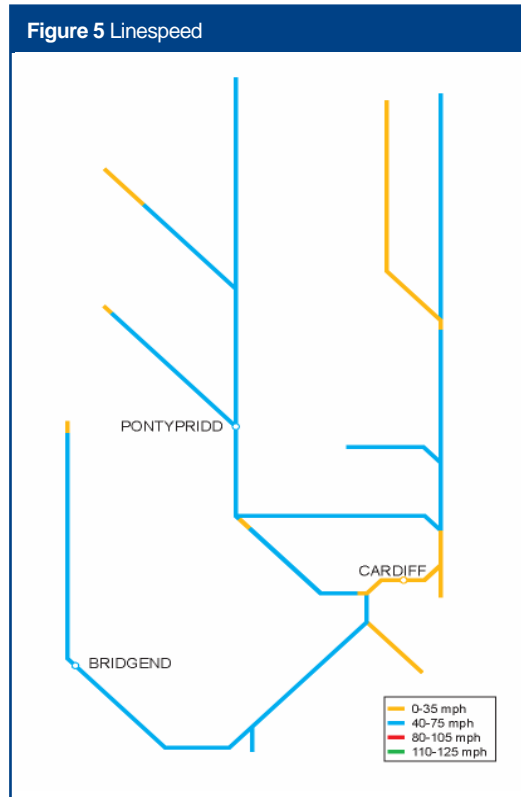 Figure 5 Linespeed
PONTYPRIDD
CARDIFF
BRIDGEND
0-35 mph
40-75 mph
80-105 mph
110-125 mph